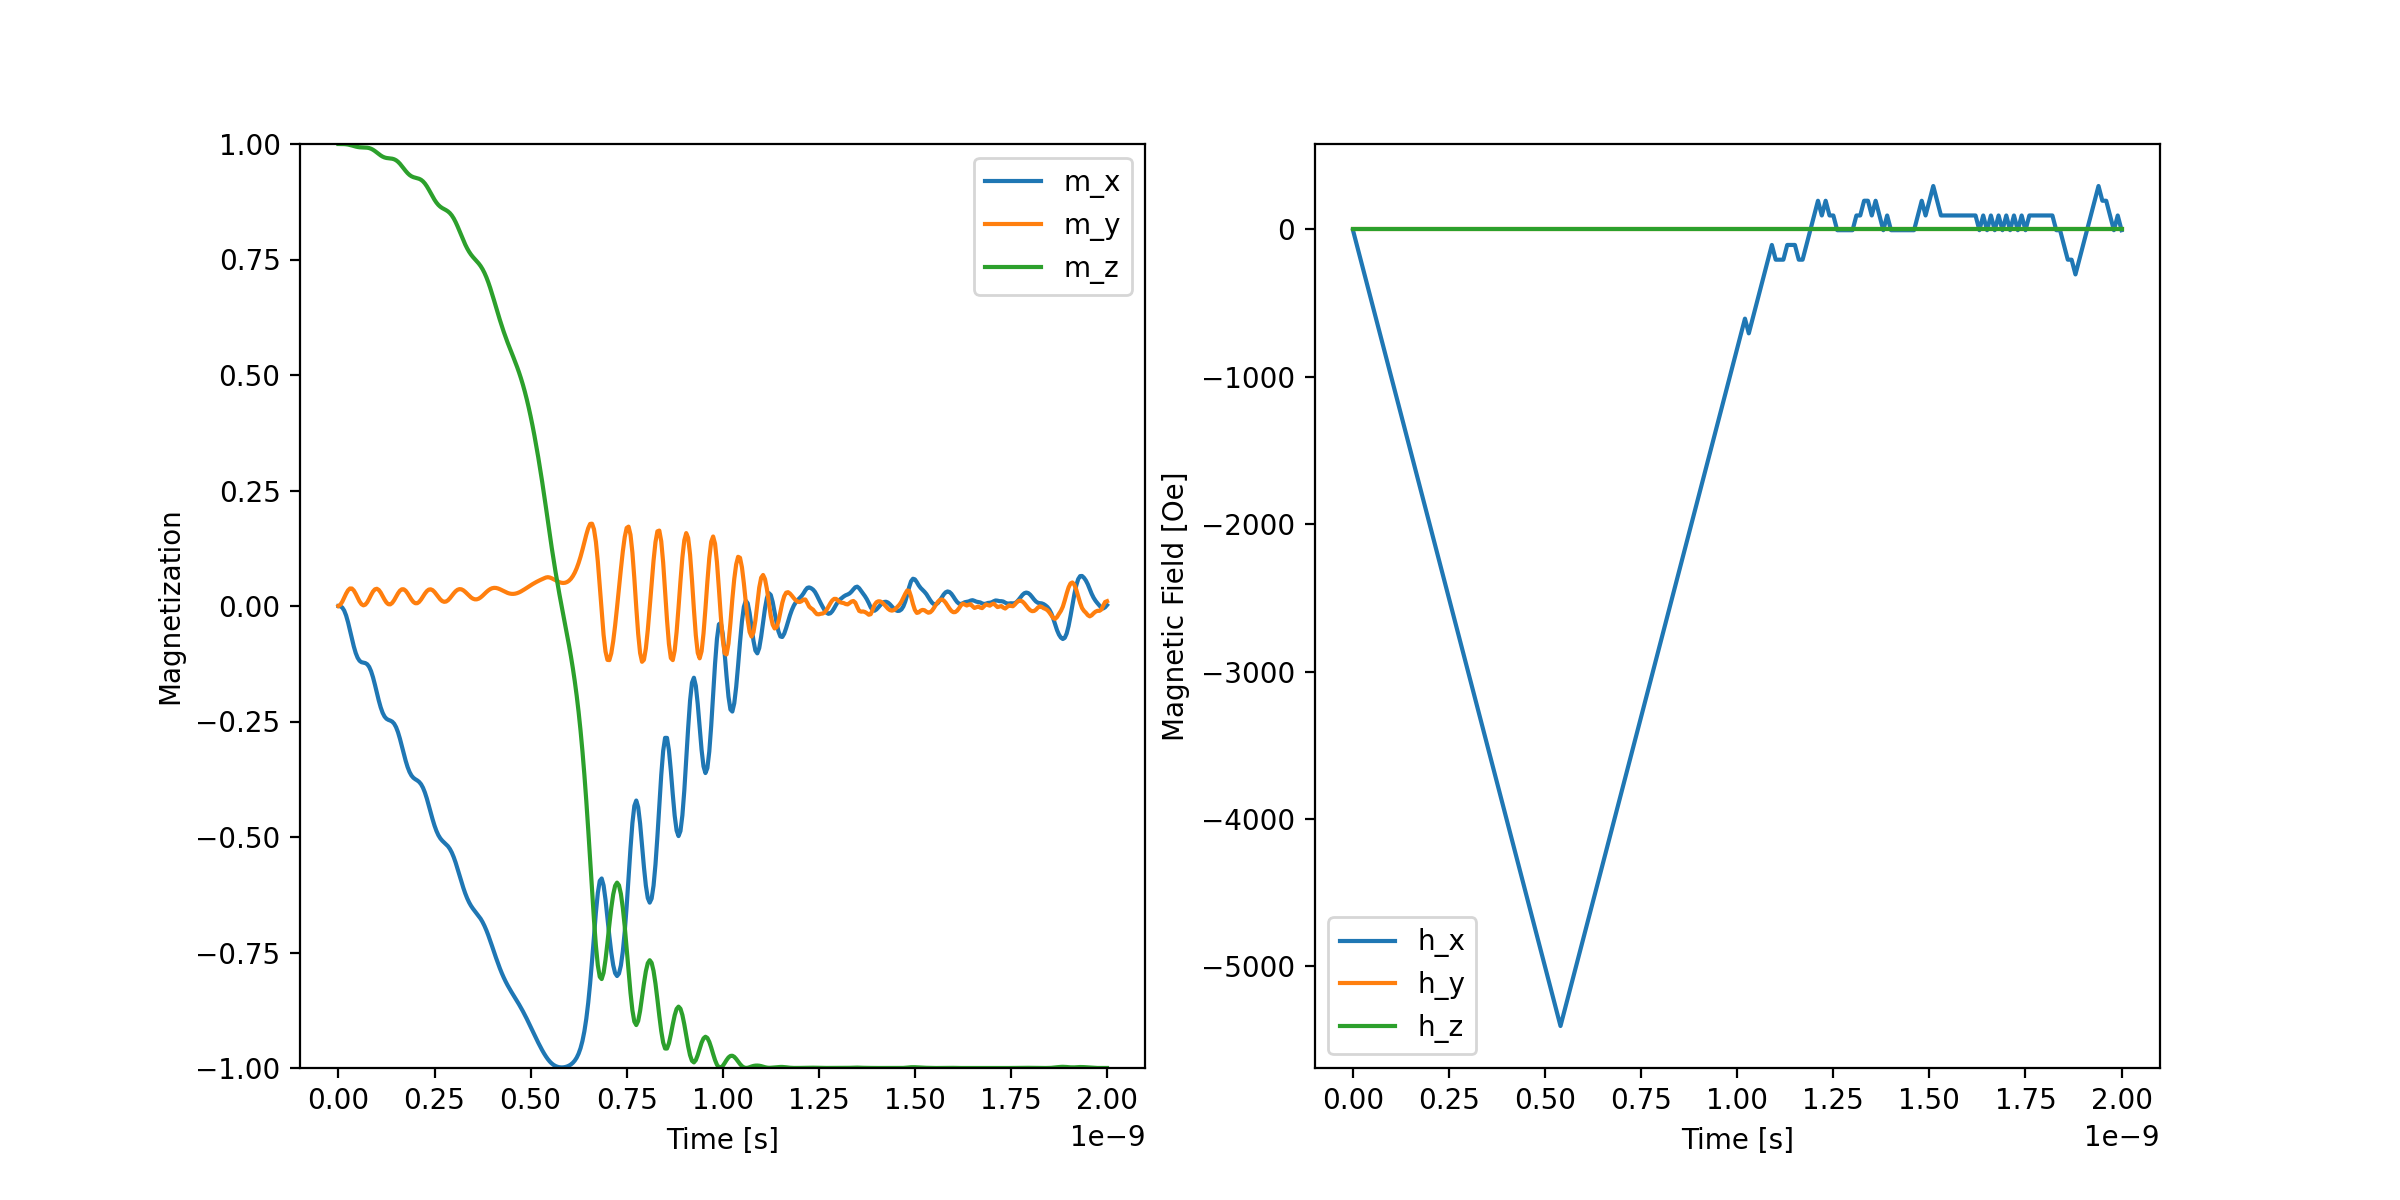 1.00
0.75
0.50
0.25
0.00
−0.25
−0.50
−0.75
−1.00
Magnetization
m_x
m_y
m_z
0.00 0.25 0.50 0.75 1.00 1.25 1.50 1.75 2.00
Time [s]
1e−9
0
−1000
−2000
−3000
−4000
−5000
Magnetic Field [Oe]
h_x
h_y
h_z
0.00 0.25 0.50 0.75 1.00 1.25 1.50 1.75 2.00
Time [s]
1e−9